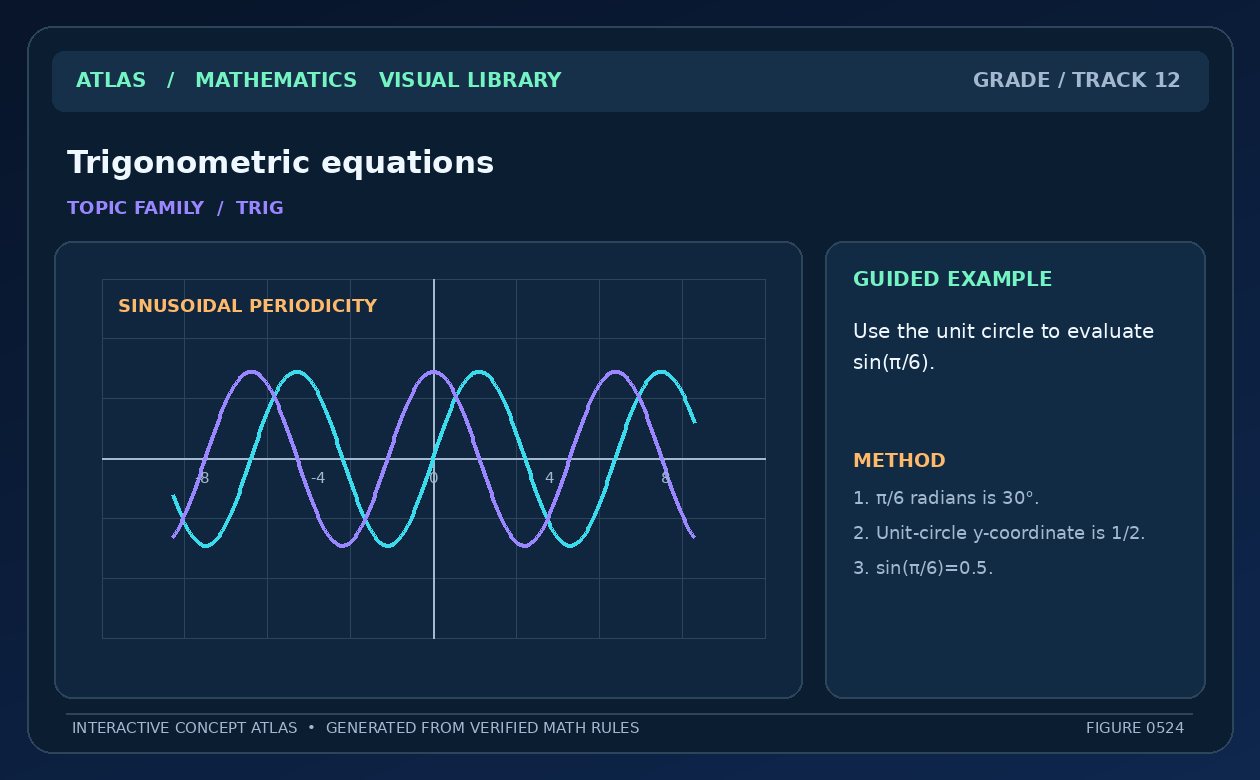 ATLAS / MATHEMATICS VISUAL LIBRARY
GRADE / TRACK 12
Trigonometric equations
TOPIC FAMILY / TRIG
SINUSOIDAL PERIODICITY
-8 -4 0 4 8
GUIDED EXAMPLE
Use the unit circle to evaluate
sin(π/6).
METHOD
1. π/6 radians is 30°.
2. Unit-circle y-coordinate is 1/2.
3. sin(π/6)=0.5.
INTERACTIVE CONCEPT ATLAS • GENERATED FROM VERIFIED MATH RULES
FIGURE 0524